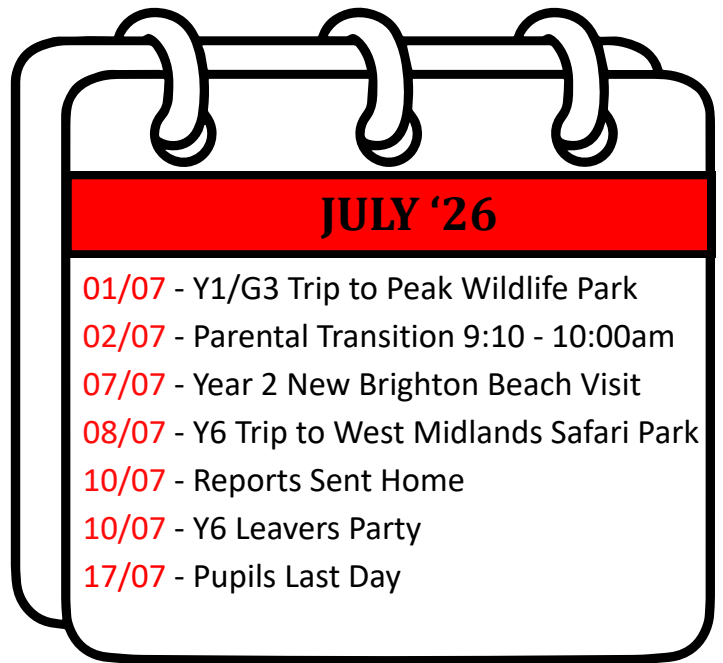 JULY ‘26
01/07 - Y1/G3 Trip to Peak Wildlife Park
02/07 - Parental Transition 9:10 - 10:00am
07/07 - Year 2 New Brighton Beach Visit
08/07 - Y6 Trip to West Midlands Safari Park
10/07 - Reports Sent Home
10/07 - Y6 Leavers Party
17/07 - Pupils Last Day